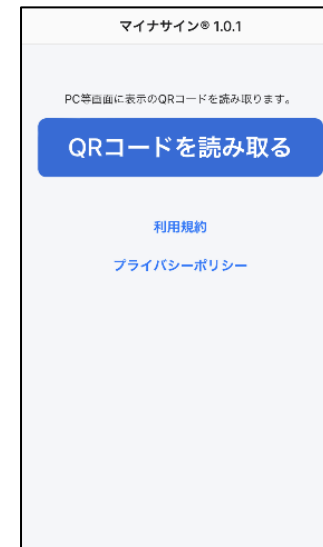 マイナサイン® 1.0.1
PC等画面に表示のQRコードを読み取ります。
QRコードを読み取る
利用規約
プライバシーポリシー